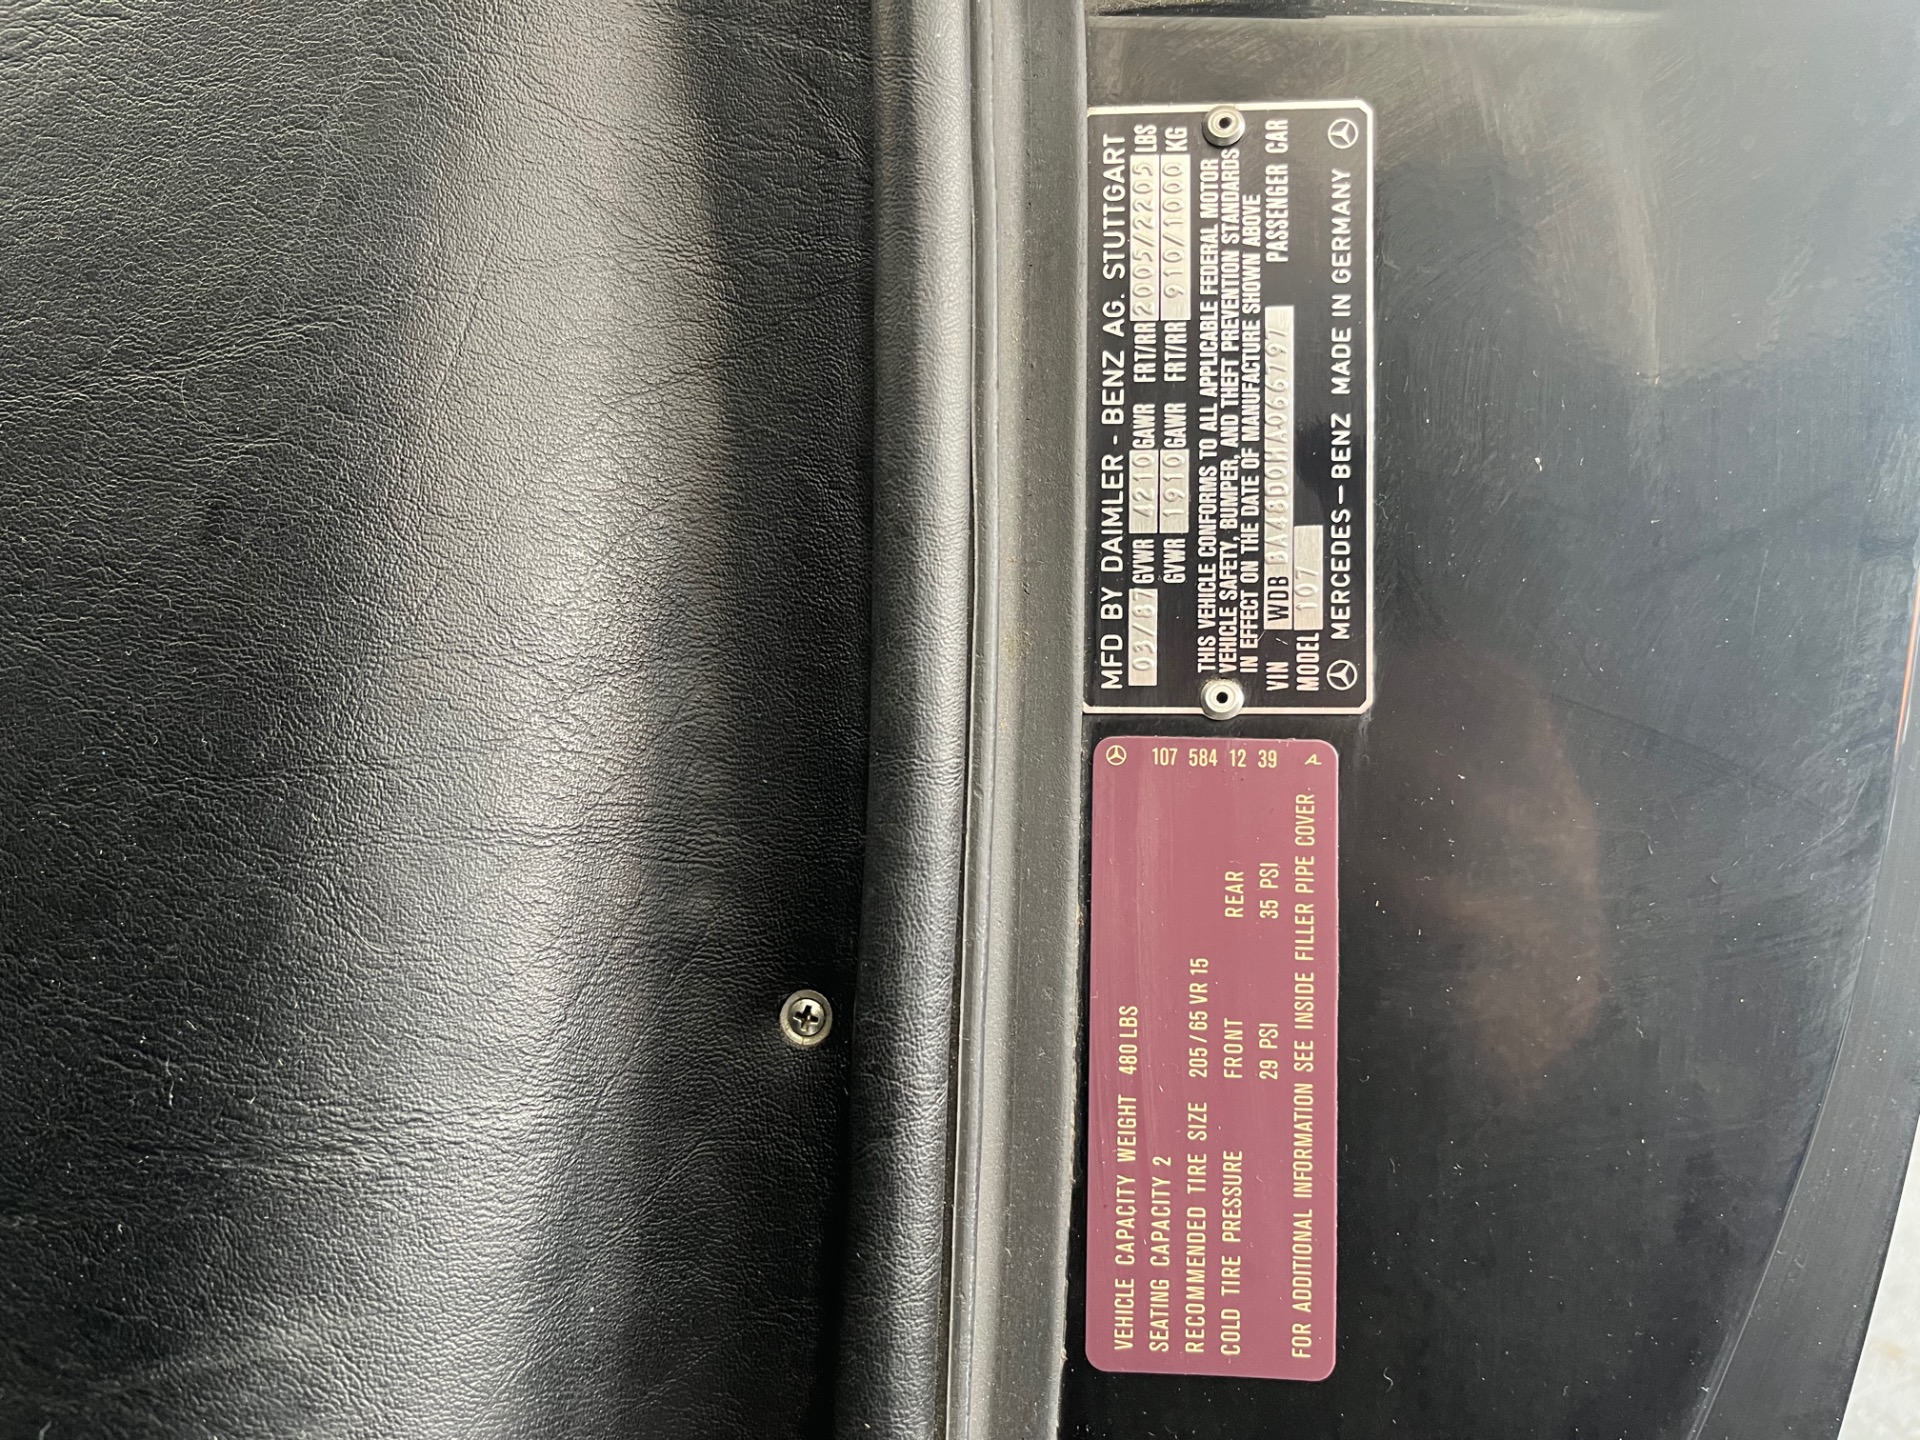 107 584 12 39 A
VEHICLE CAPACITY WEIGHT 480 LBS
SEATING CAPACITY 2
RECOMMENDED TIRE SIZE 205/65 VR 15
COLD TIRE PRESSURE FRONT REAR
29 PSI 35 PSI
FOR ADDITIONAL INFORMATION SEE INSIDE FILLER PIPE COVER
MFD BY DAIMLER-BENZ AG. STUTTGART
03/87 GVWR 4210 GAWR FRT/RR 2005/2205 LBS
GVWR 1910 GAWR FRT/RR 910/1000 KG
THIS VEHICLE CONFORMS TO ALL APPLICABLE FEDERAL MOTOR
VEHICLE SAFETY, BUMPER, AND THEFT PREVENTION STANDARDS
IN EFFECT ON THE DATE OF MANUFACTURE SHOWN ABOVE
VIN WDB BA48D0HA066797 PASSENGER CAR
MODEL 107
MERCEDES-BENZ MADE IN GERMANY